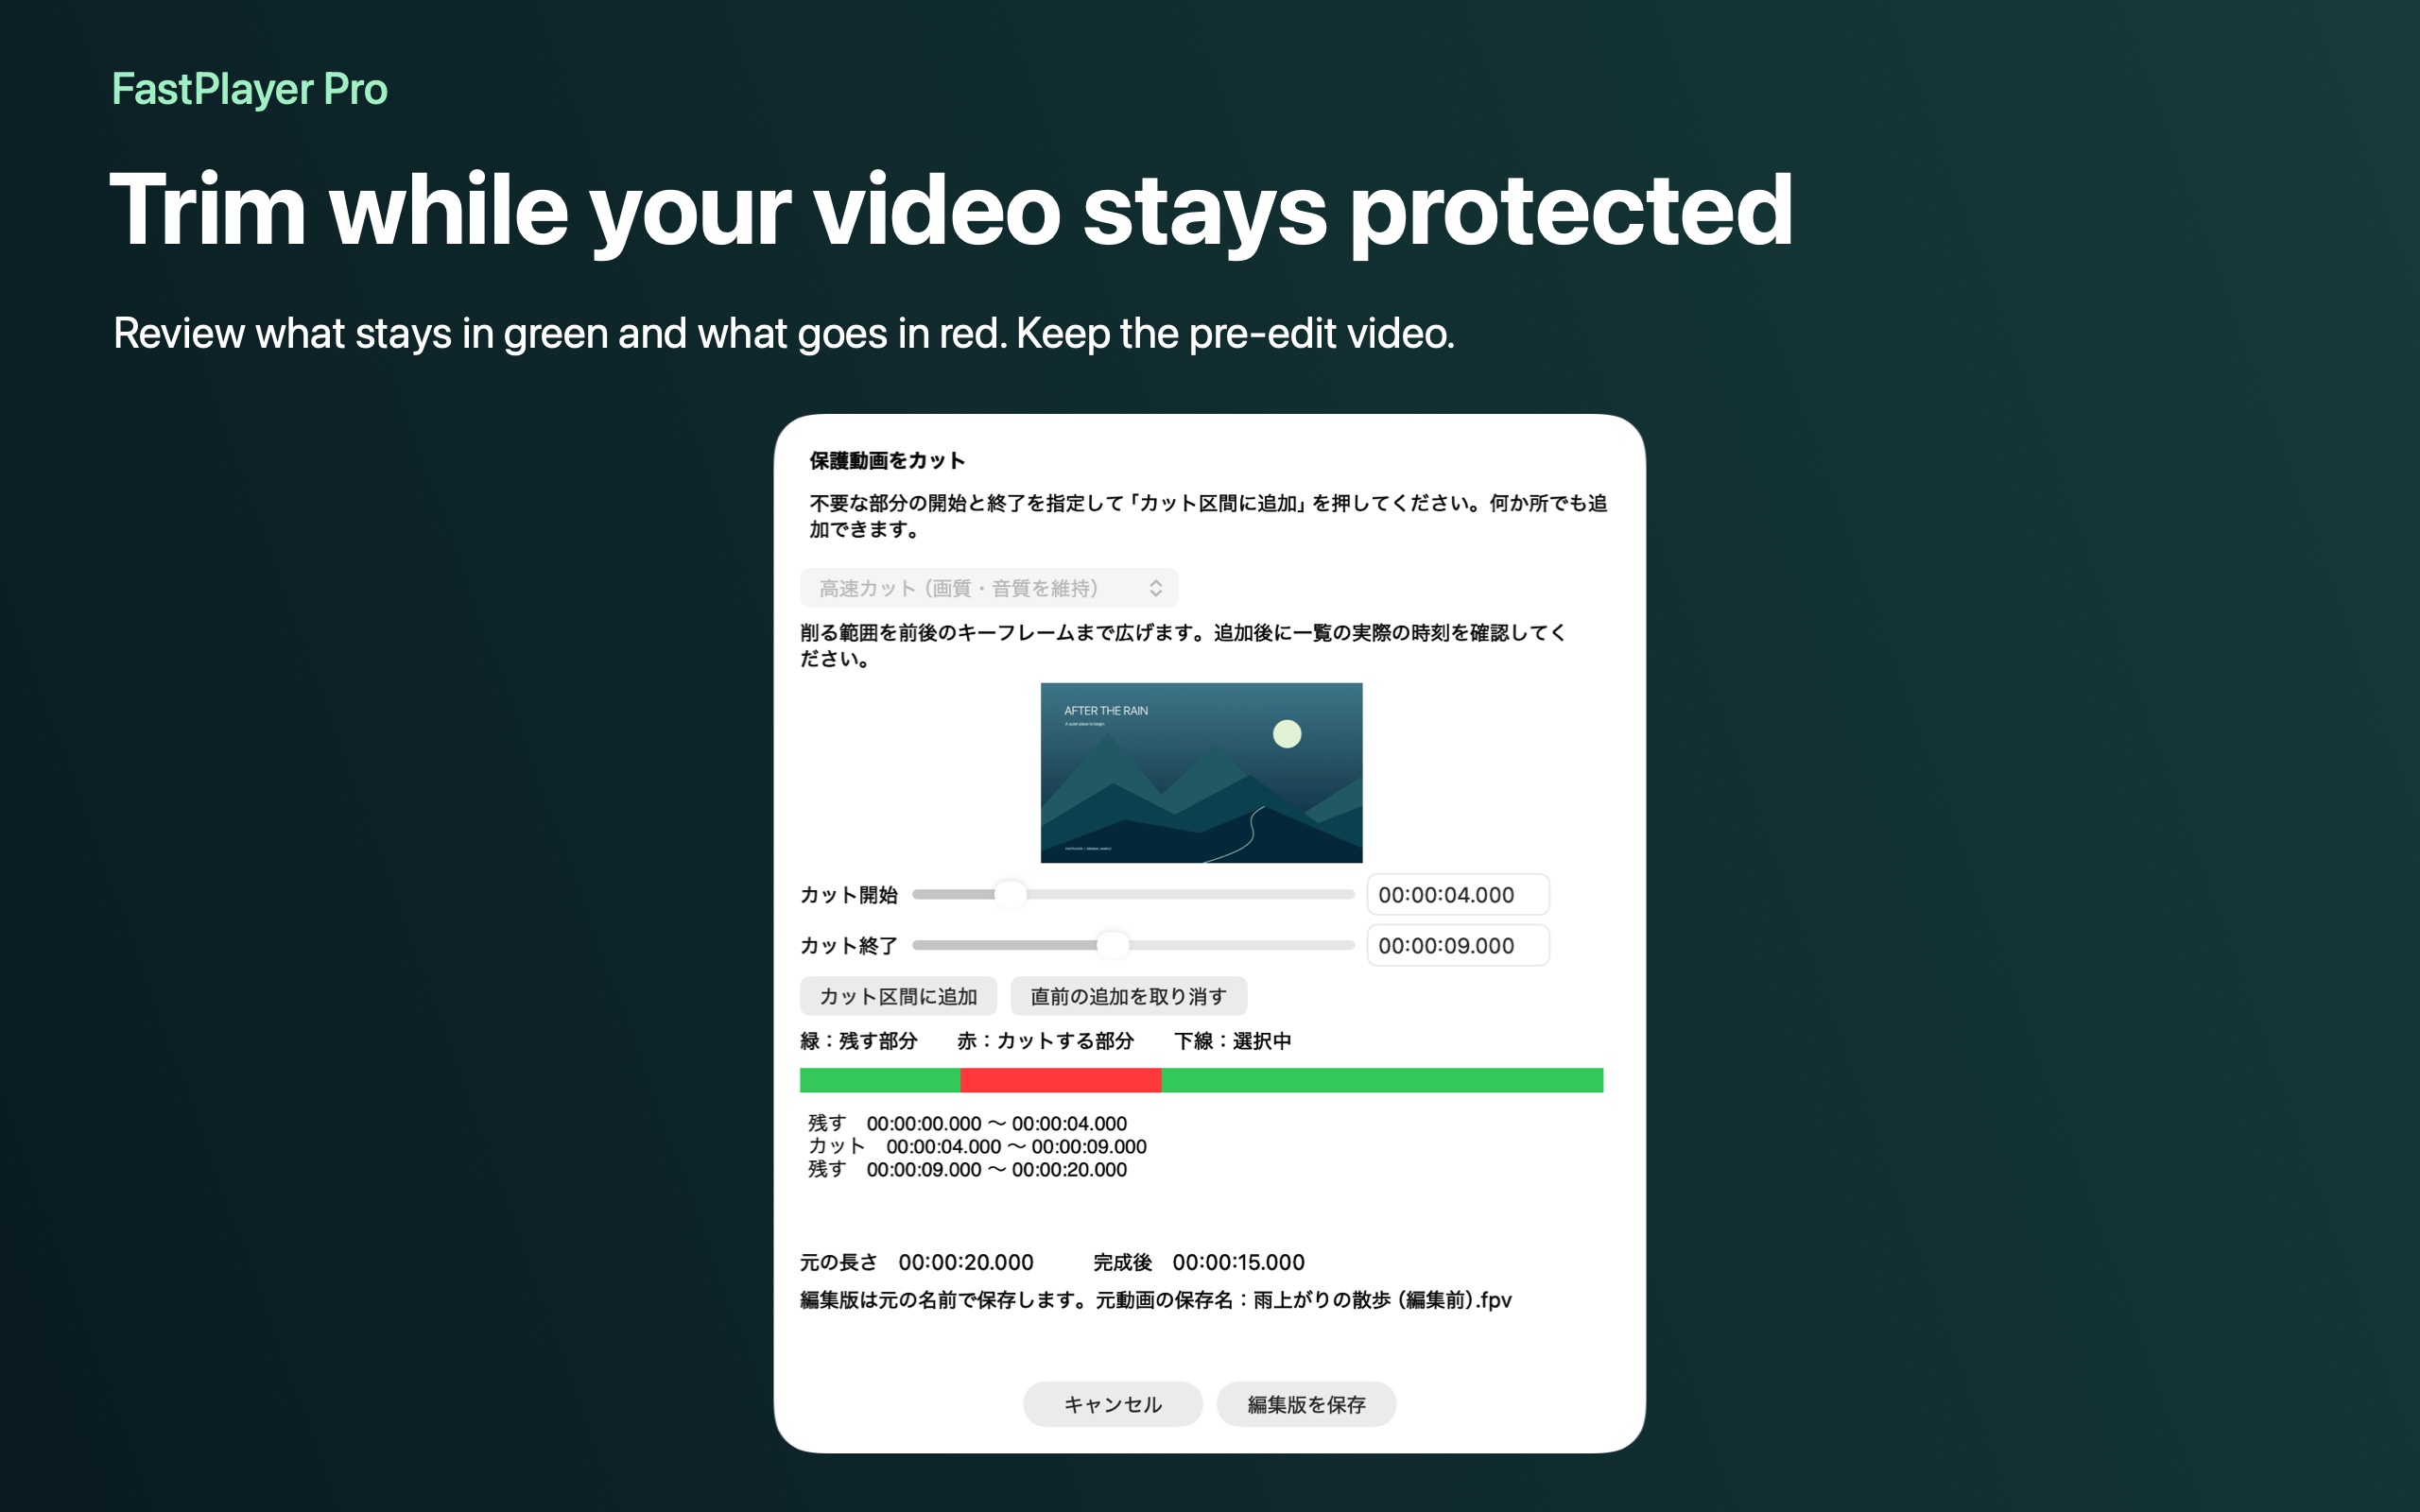 FastPlayer Pro
Trim while your video stays protected
Review what stays in green and what goes in red. Keep the pre-edit video.
保護動画をカット
不要な部分の開始と終了を指定して「カット区間に追加」を押してください。何か所でも追
加できます。
高速カット（画質・音質を維持）
削る範囲を前後のキーフレームまで広げます。追加後に一覧の実際の時刻を確認してく
ださい。
AFTER THE RAIN
A quiet place to begin.
FASTPLAYER / ORIGINAL SAMPLE
カット開始 00:00:04.000
カット終了 00:00:09.000
カット区間に追加 直前の追加を取り消す
緑：残す部分 赤：カットする部分 下線：選択中
残す 00:00:00.000 〜 00:00:04.000
カット 00:00:04.000 〜 00:00:09.000
残す 00:00:09.000 〜 00:00:20.000
元の長さ 00:00:20.000 完成後 00:00:15.000
編集版は元の名前で保存します。元動画の保存名：雨上がりの散歩（編集前）.fpv
キャンセル 編集版を保存